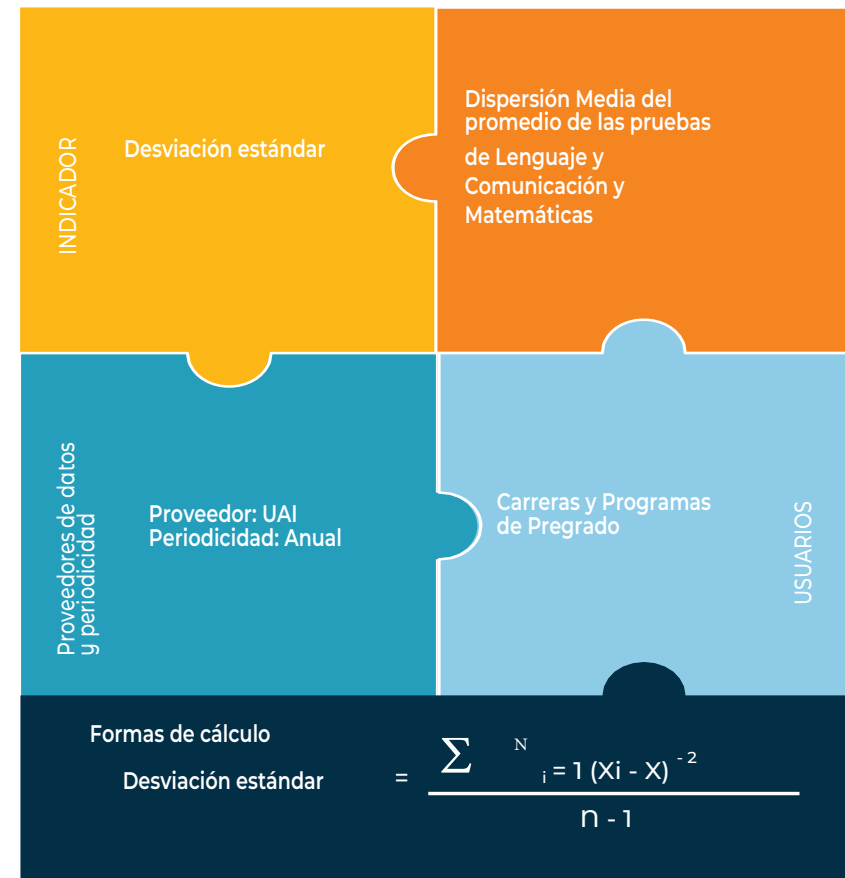 INDICADOR
Desviación estándar
Dispersión Media del
promedio de las pruebas
de Lenguaje y
Comunicación y
Matemáticas
Proveedores de datos
y periodicidad
Proveedor: UAI
Periodicidad: Anual
Carreras y Programas
de Pregrado
USUARIOS
Formas de cálculo
Desviación estándar = ∑ N i = 1 (Xi - X) - 2
n - 1